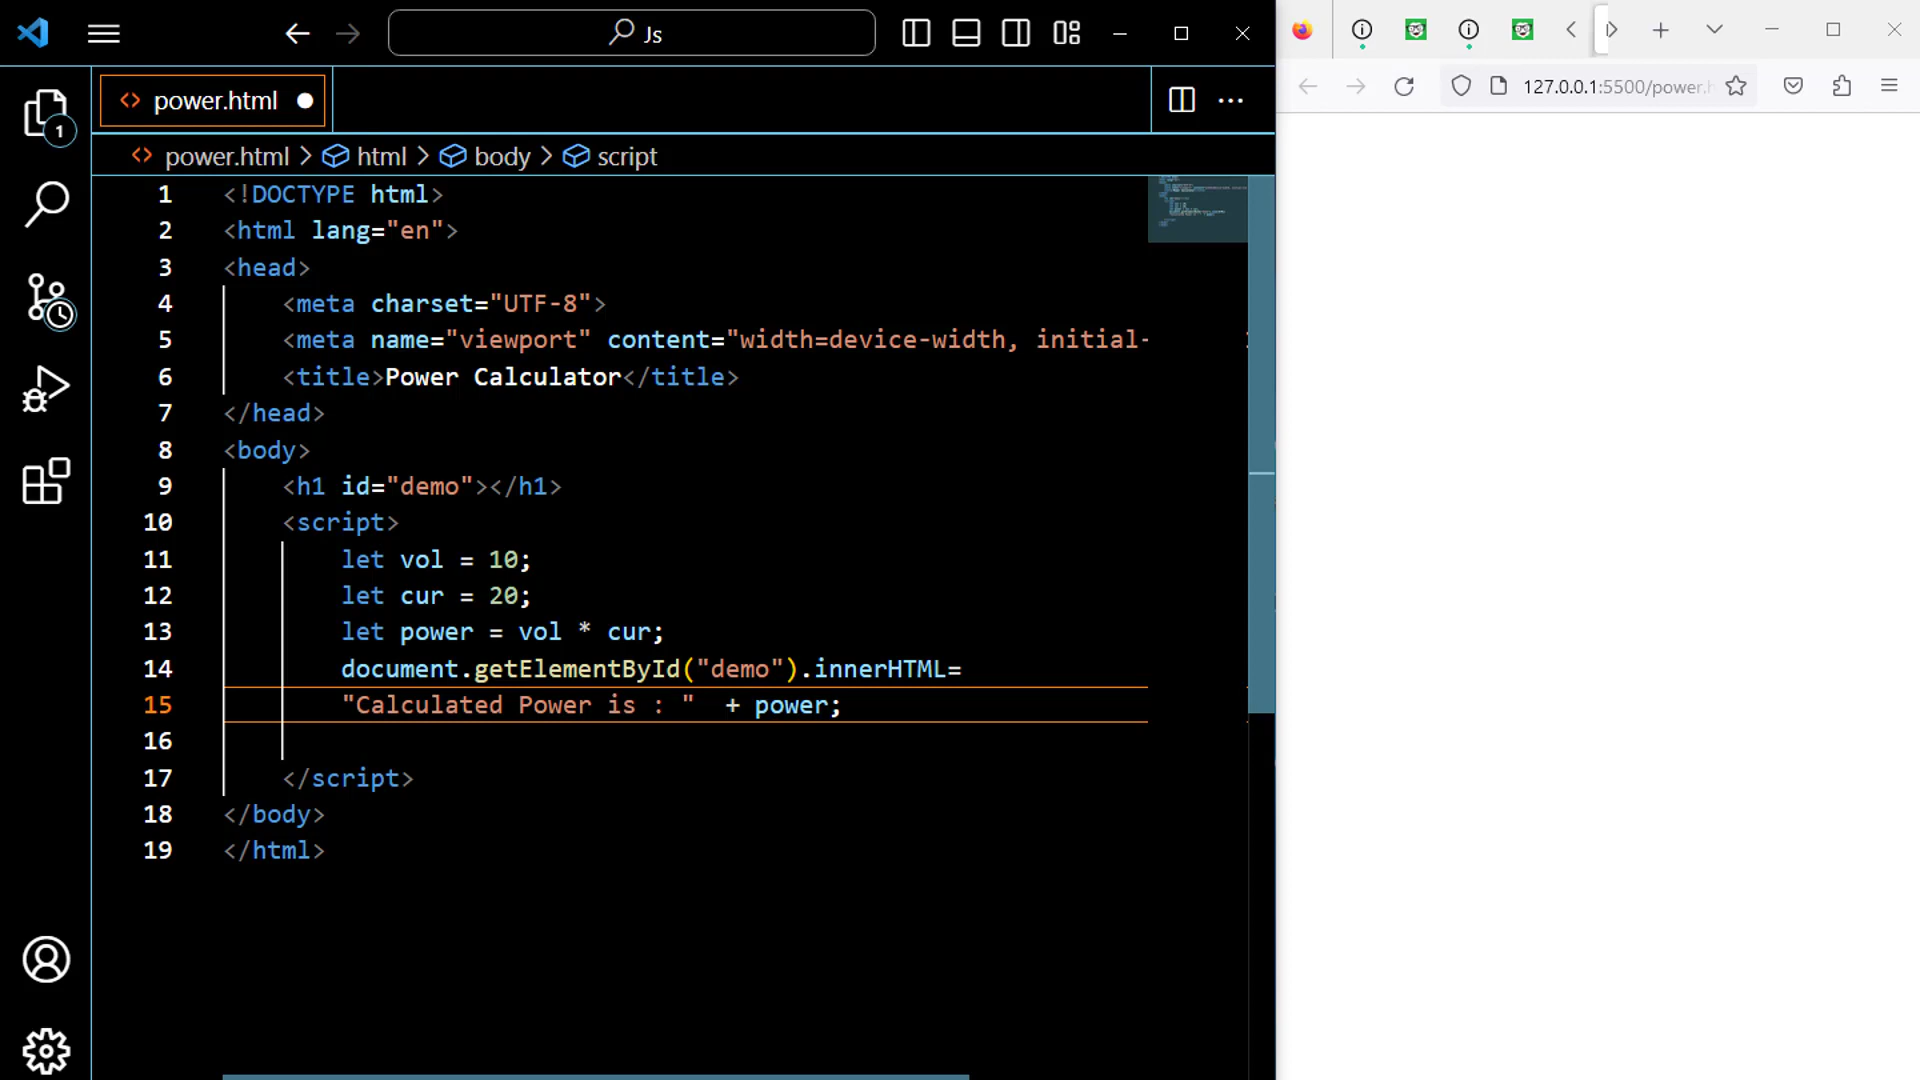 Js
power.html
127.0.0.1:5500/power.h
1
power.html > html > body > script
1 <!DOCTYPE html>
2 <html lang="en">
3 <head>
4 <meta charset="UTF-8">
5 <meta name="viewport" content="width=device-width, initial-
6 <title>Power Calculator</title>
7 </head>
8 <body>
9 <h1 id="demo"></h1>
10 <script>
11 let vol = 10;
12 let cur = 20;
13 let power = vol * cur;
14 document.getElementById("demo").innerHTML=
15 "Calculated Power is : "  + power;
16
17 </script>
18 </body>
19 </html>